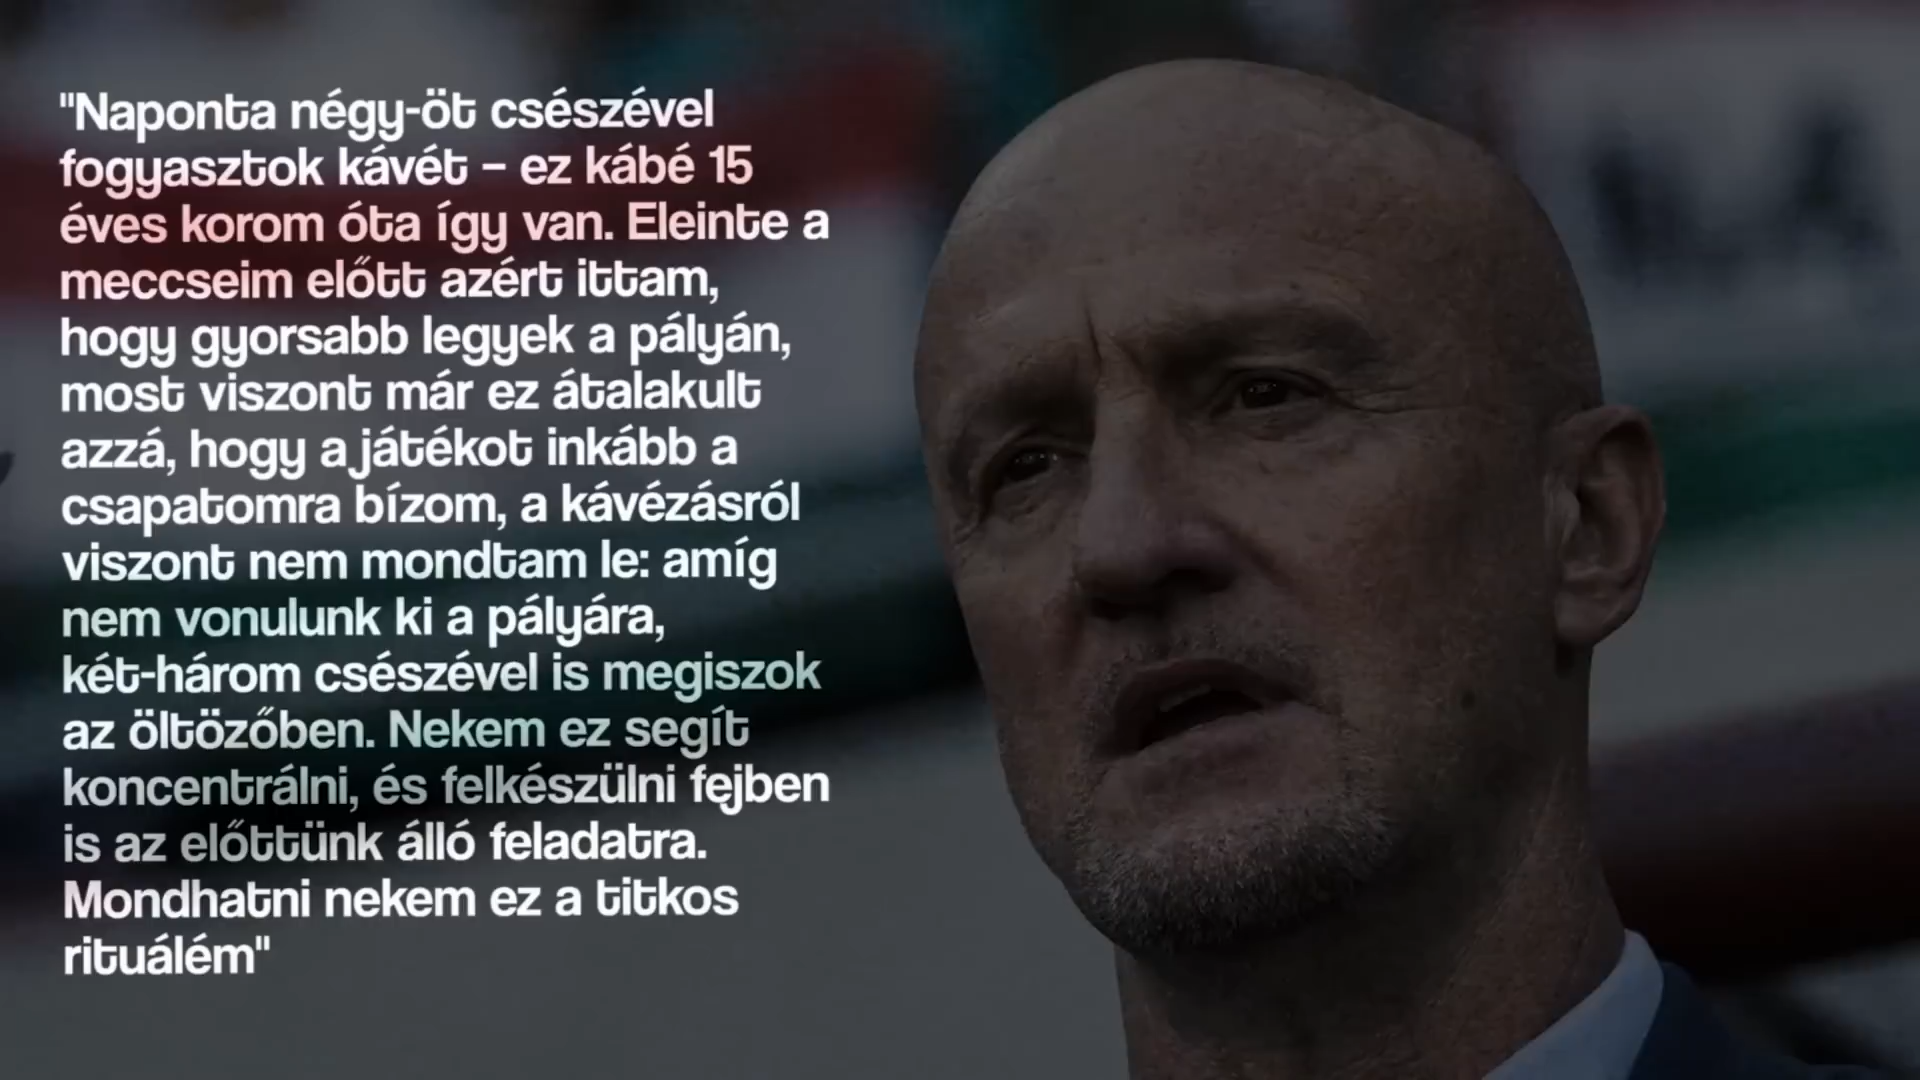 "Naponta négy-öt csészével
fogyasztok kávét – ez kábé 15
éves korom óta így van. Eleinte a
meccseim előtt azért ittam,
hogy gyorsabb legyek a pályán,
most viszont már ez átalakult
azzá, hogy a játékot inkább a
csapatomra bízom, a kávézásról
viszont nem mondtam le: amíg
nem vonulunk ki a pályára,
két-három csészével is megiszok
az öltözőben. Nekem ez segít
koncentrálni, és felkészülni fejben
is az előttünk álló feladatra.
Mondhatni nekem ez a titkos
rituálém"